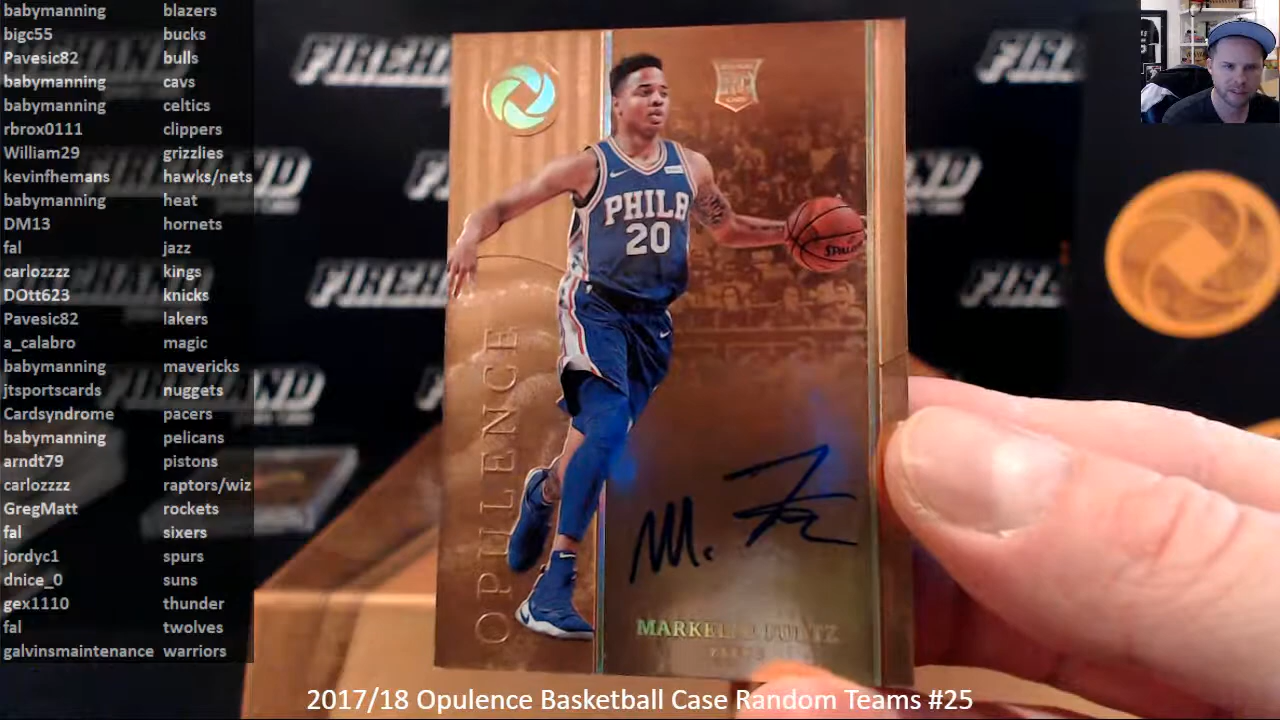 babymanning blazers
bigc55 bucks
Pavesic82 bulls
babymanning cavs
babymanning celtics
rbrox0111 clippers
William29 grizzlies
kevinfhemans hawks/nets
babymanning heat
DM13 hornets
fal jazz
carlozzzz kings
DOtt623 knicks
Pavesic82 lakers
a_calabro magic
babymanning mavericks
jtsportscards nuggets
Cardsyndrome pacers
babymanning pelicans
arndt79 pistons
carlozzzz raptors/wiz
GregMatt rockets
fal sixers
jordyc1 spurs
dnice_0 suns
gex1110 thunder
fal twolves
galvinsmaintenance warriors
FIREHAND
PHILA
20
SPALDING
OPULENCE
M. Fz
MARKELLE FULTZ
2017/18 Opulence Basketball Case Random Teams #25